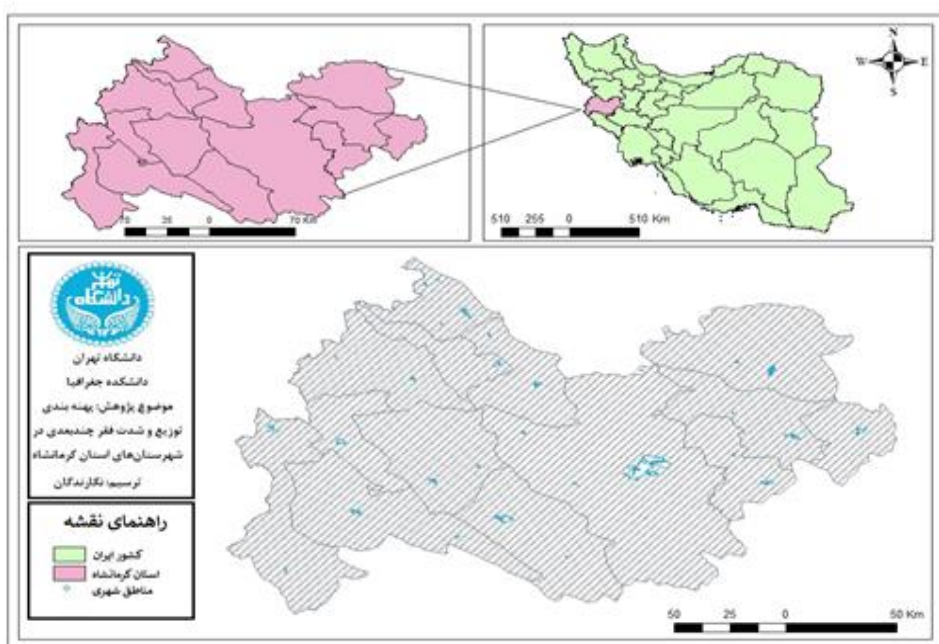 N
W E
S
70 35 0 70 Km
510 255 0 510 Km
دانشگاه تهران
دانشگاه تهران
دانشکده جغرافیا
موضوع پژوهش: پهنه بندی
توزیع و شدت فقر چندبعدی در
شهرستان‌های استان کرمانشاه
ترسیم: نگارندگان
راهنمای نقشه
کشور ایران
استان کرمانشاه
مناطق شهری
50 25 0 50 Km